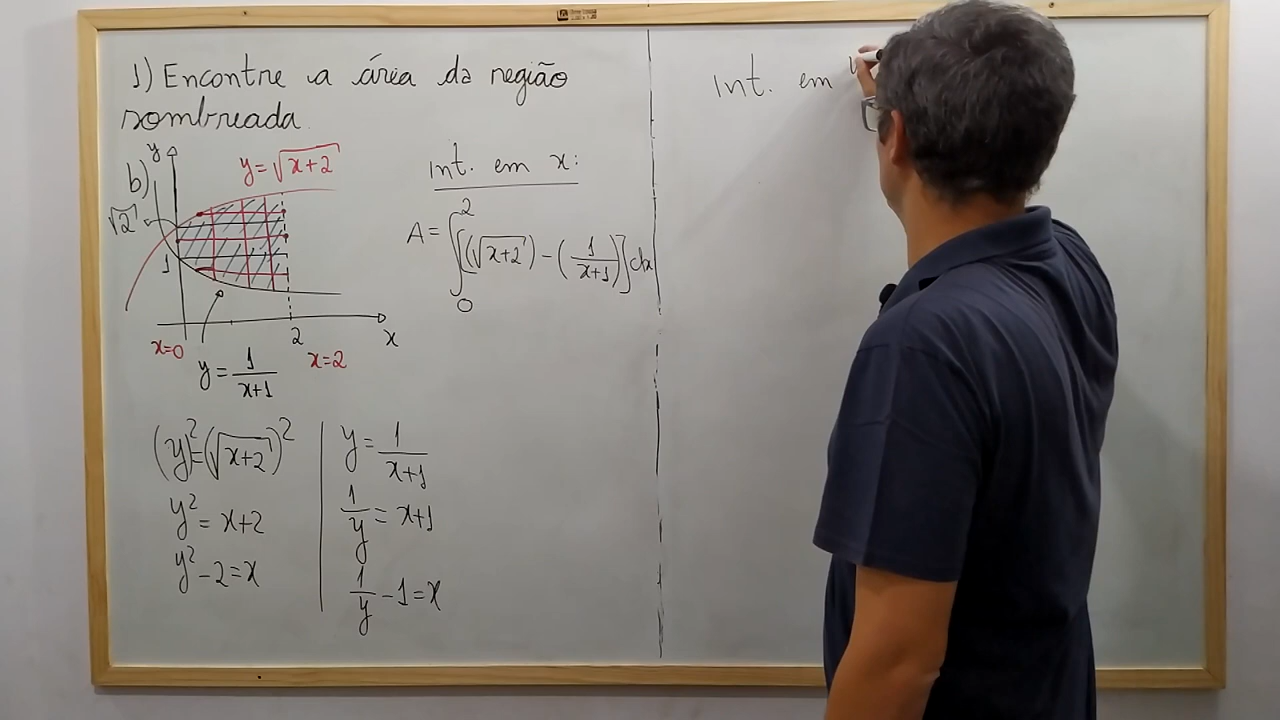 1) Encontre a área da região
sombreada.
b)
y
y=√(x+2)
√2
1
x=0
2
x
x=2
y = 1/(x+1)
Int. em x:
A = ∫₀² [(√(x+2)) - (1/(x+1))] dx
(y)²=(√(x+2))²
y² = x+2
y² - 2 = x
y = 1/(x+1)
1/y = x+1
1/y - 1 = x
Int. em